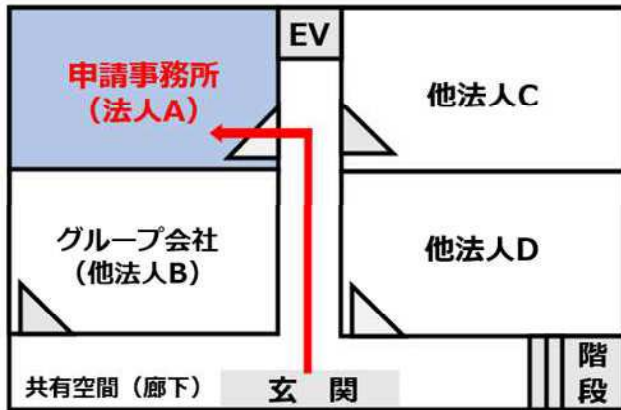 EV
申請事務所
（法人A）
他法人C
グループ会社
（他法人B）
他法人D
共有空間（廊下）
玄　関
階
段